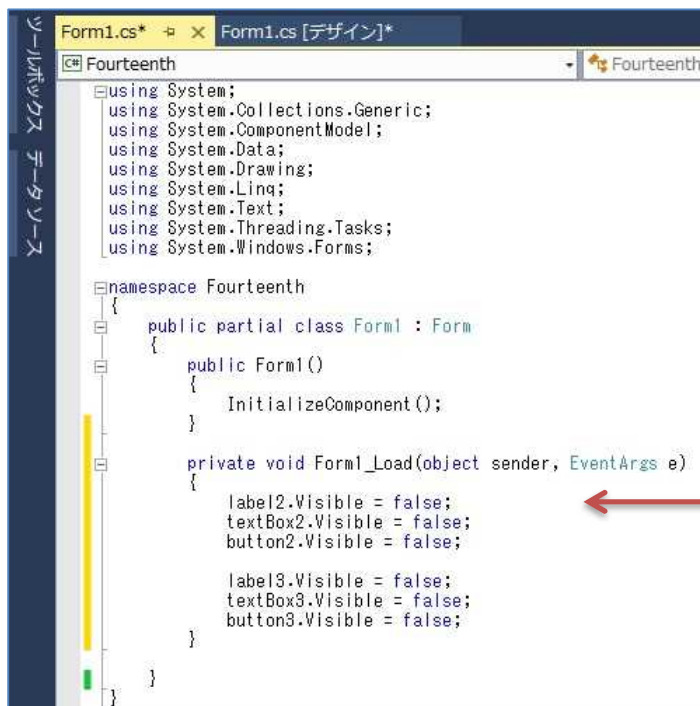 ツールボックス データ ソース
Form1.cs* Form1.cs [デザイン]*
C# Fourteenth Fourteenth
using System;
using System.Collections.Generic;
using System.ComponentModel;
using System.Data;
using System.Drawing;
using System.Linq;
using System.Text;
using System.Threading.Tasks;
using System.Windows.Forms;
namespace Fourteenth
{
public partial class Form1 : Form
{
public Form1()
{
InitializeComponent();
}
private void Form1_Load(object sender, EventArgs e)
{
label2.Visible = false;
textBox2.Visible = false;
button2.Visible = false;
label3.Visible = false;
textBox3.Visible = false;
button3.Visible = false;
}
}
}